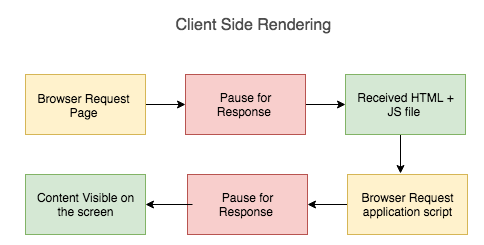 Client Side Rendering
Browser Request
Page
Pause for
Response
Received HTML +
JS file
Browser Request
application script
Pause for
Response
Content Visible on
the screen